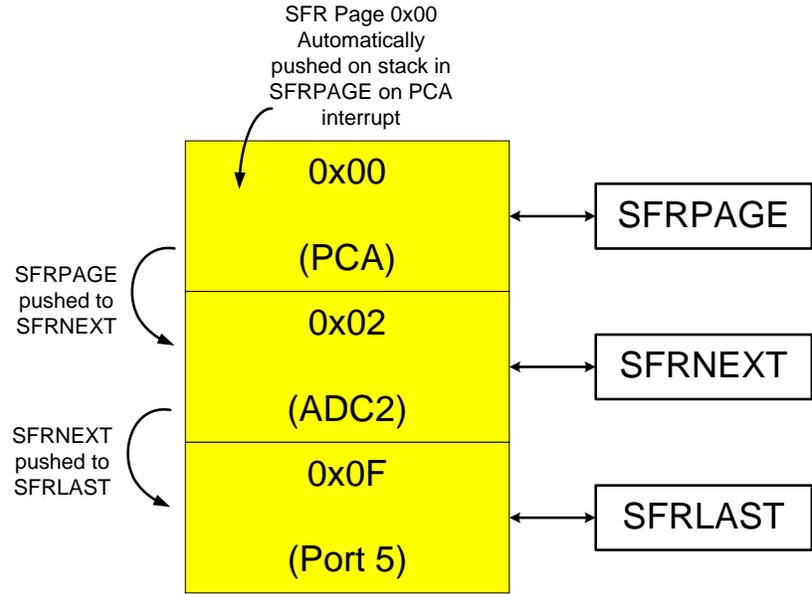 SFR Page 0x00
Automatically
pushed on stack in
SFRPAGE on PCA
interrupt
0x00
(PCA)
SFRPAGE
SFRPAGE
pushed to
SFRNEXT
0x02
(ADC2)
SFRNEXT
SFRNEXT
pushed to
SFRLAST
0x0F
(Port 5)
SFRLAST